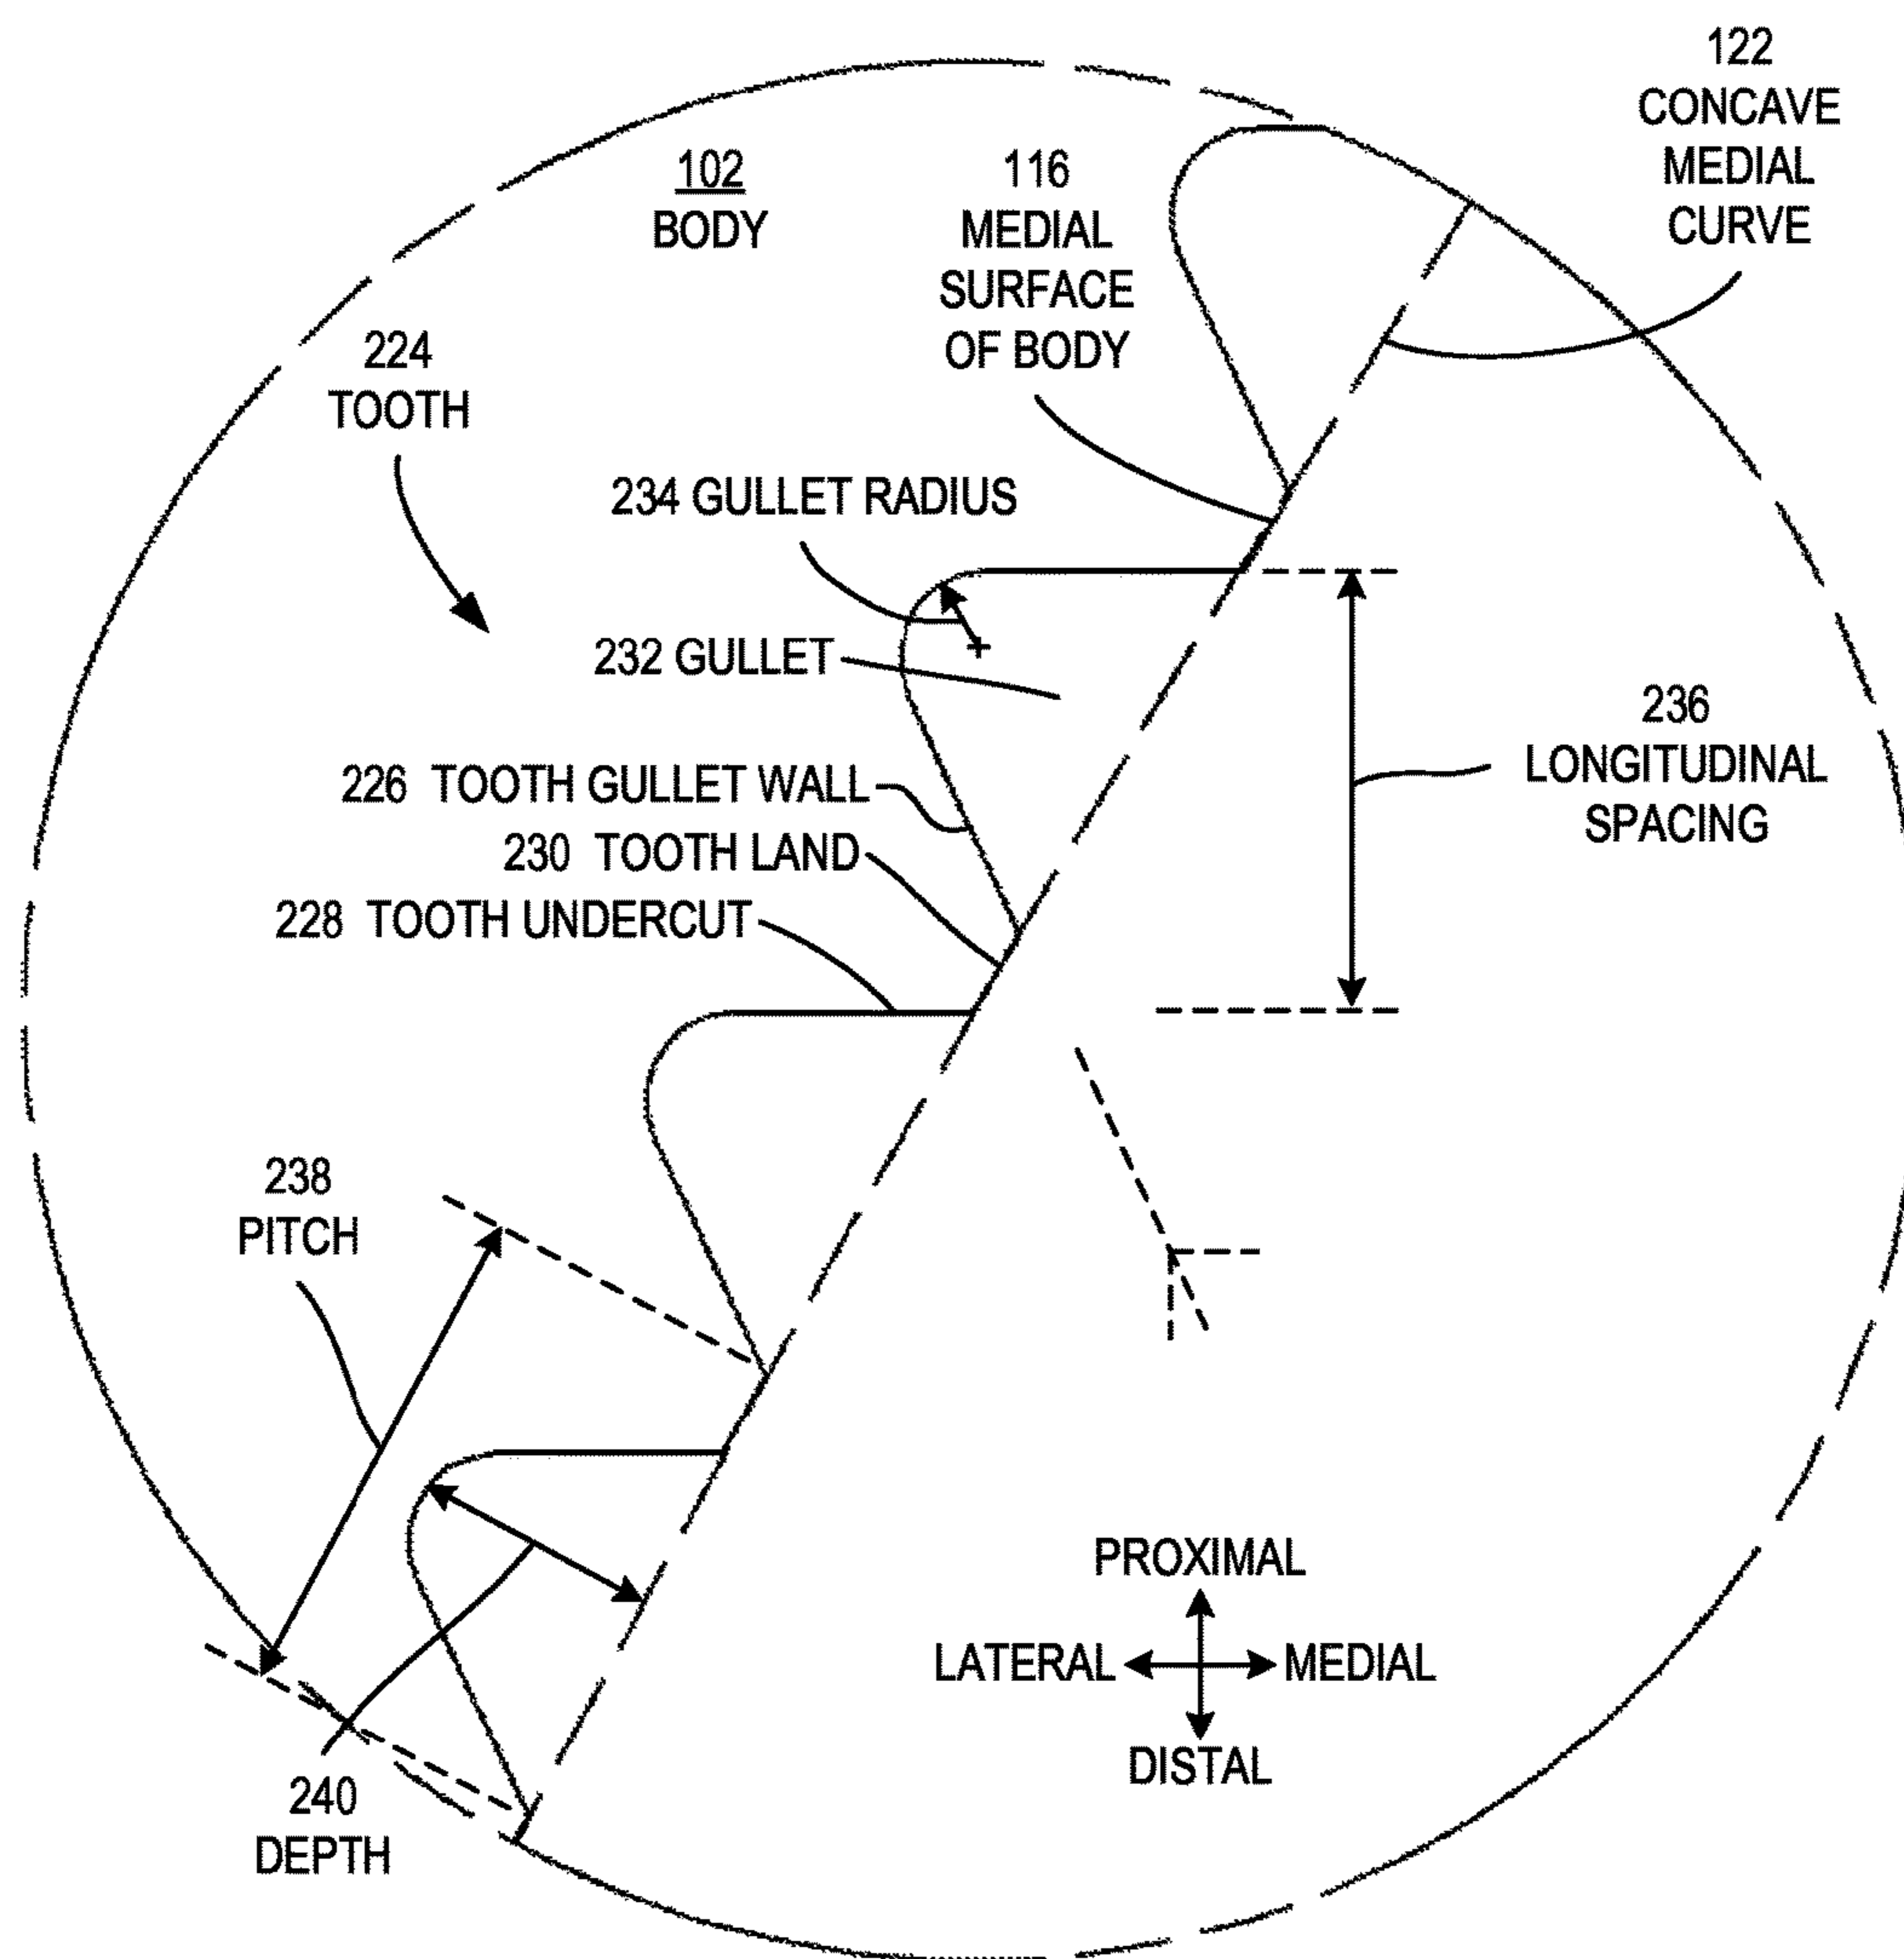 122
CONCAVE
MEDIAL
CURVE
102
BODY
116
MEDIAL
SURFACE
OF BODY
224
TOOTH
234 GULLET RADIUS
232 GULLET
236
LONGITUDINAL
SPACING
226 TOOTH GULLET WALL
230 TOOTH LAND
228 TOOTH UNDERCUT
238
PITCH
PROXIMAL
LATERAL MEDIAL
DISTAL
240
DEPTH